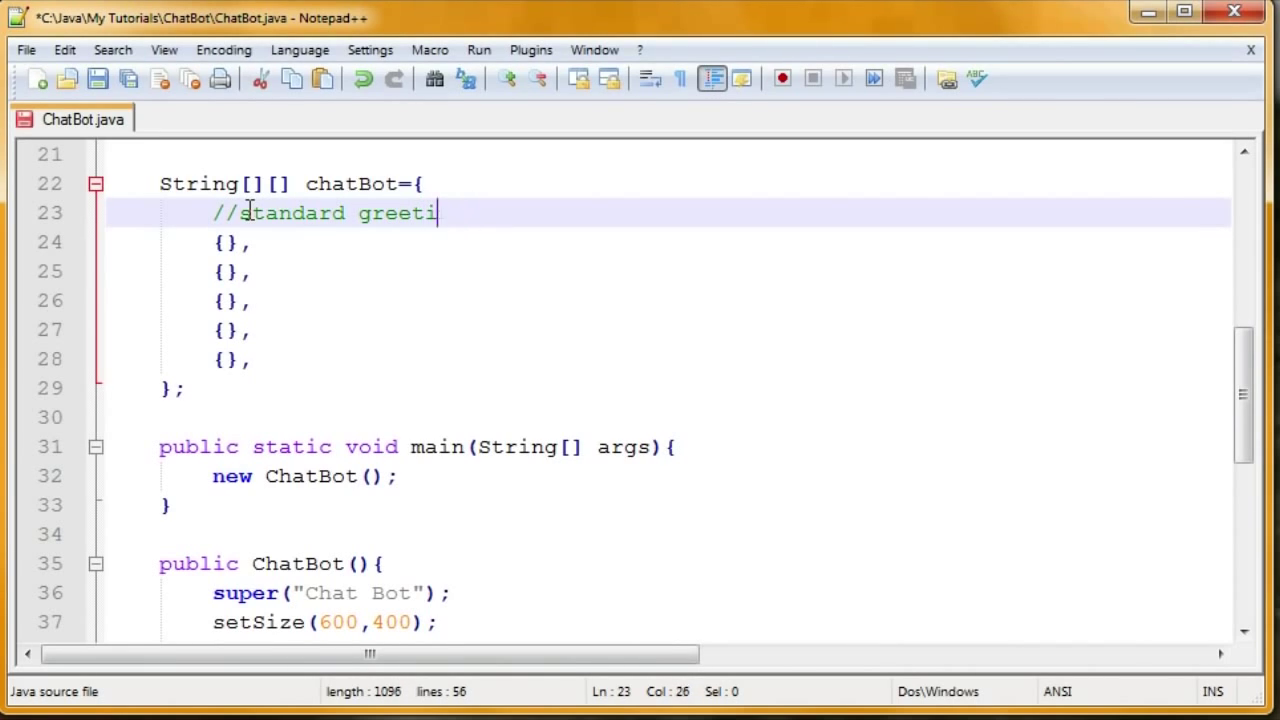 *C:\Java\My Tutorials\ChatBot\ChatBot.java - Notepad++
File Edit Search View Encoding Language Settings Macro Run Plugins Window ? X
ABC
ChatBot.java
21
22 String[][] chatBot={
23 //standard greeti
24 {},
25 {},
26 {},
27 {},
28 {},
29 };
30
31 public static void main(String[] args){
32 new ChatBot();
33 }
34
35 public ChatBot(){
36 super("Chat Bot");
37 setSize(600,400);
Java source file length : 1096 lines : 56 Ln : 23 Col : 26 Sel : 0 Dos\Windows ANSI INS